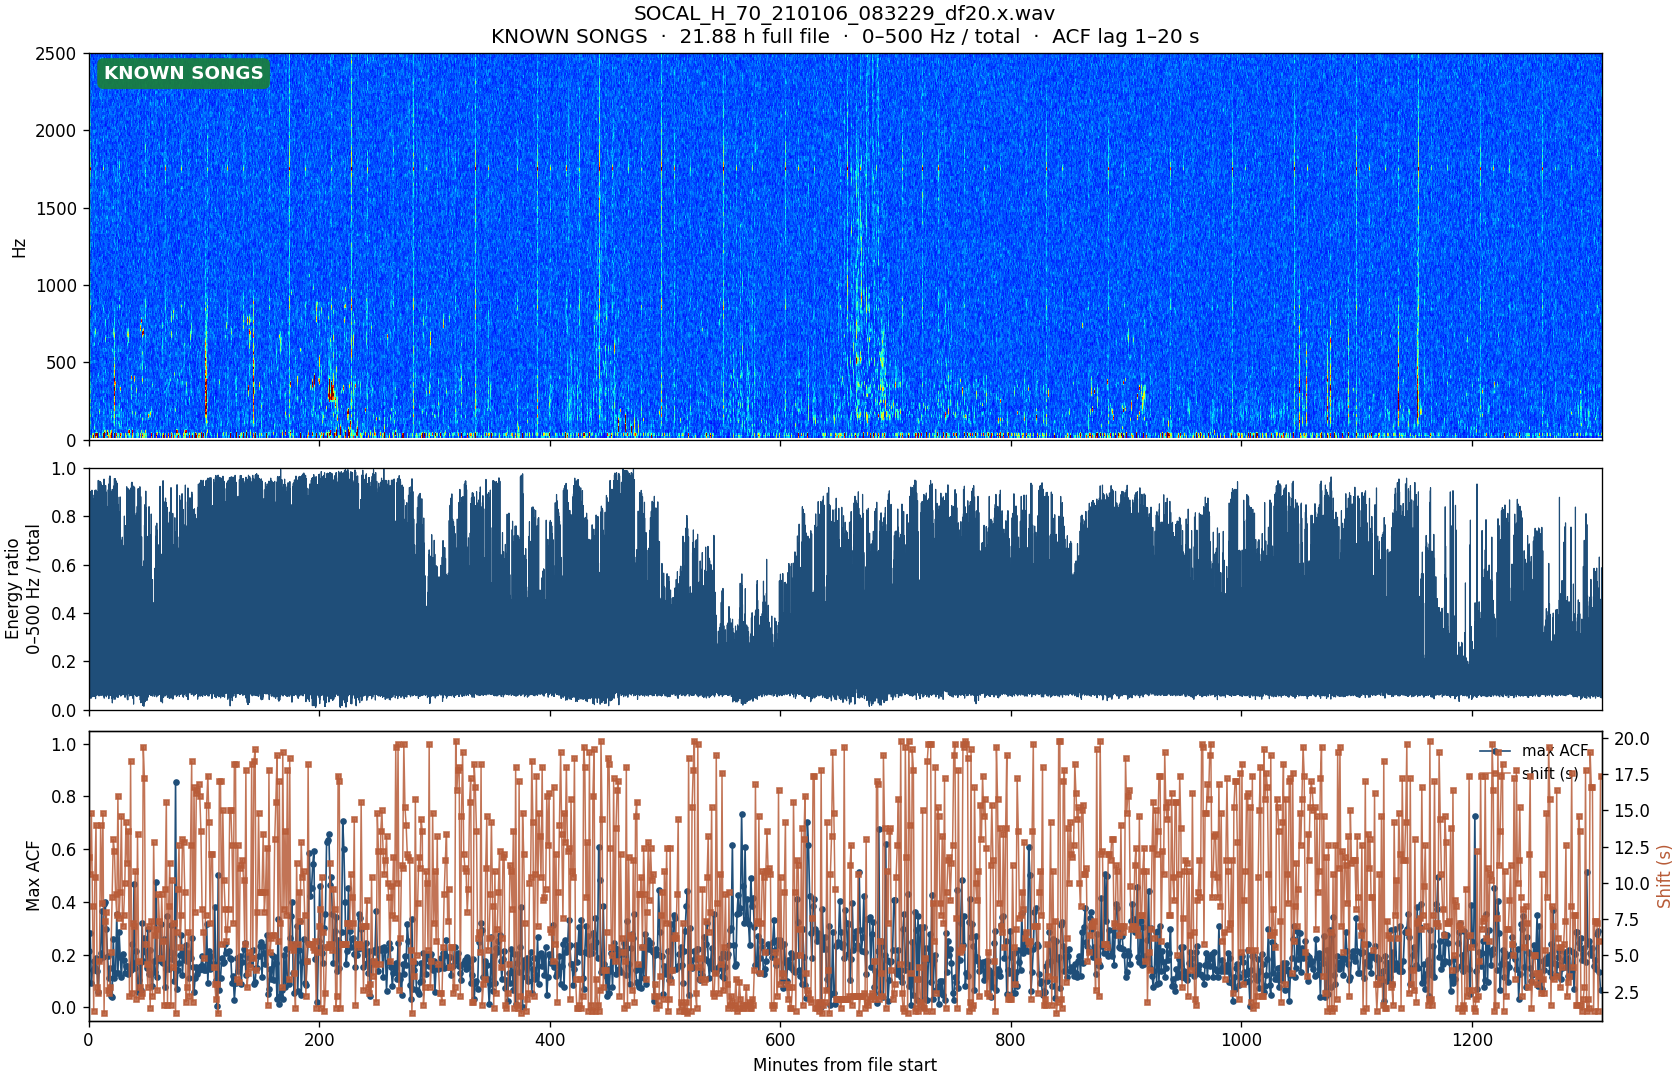 SOCAL_H_70_210106_083229_df20.x.wav
KNOWN SONGS · 21.88 h full file · 0–500 Hz / total · ACF lag 1–20 s
KNOWN SONGS
2500
2000
1500
1000
500
0
Hz
1.0
0.8
0.6
0.4
0.2
0.0
Energy ratio
0–500 Hz / total
1.0
0.8
0.6
0.4
0.2
0.0
Max ACF
max ACF
shift (s)
20.0
17.5
15.0
12.5
10.0
7.5
5.0
2.5
Shift (s)
0 200 400 600 800 1000 1200
Minutes from file start